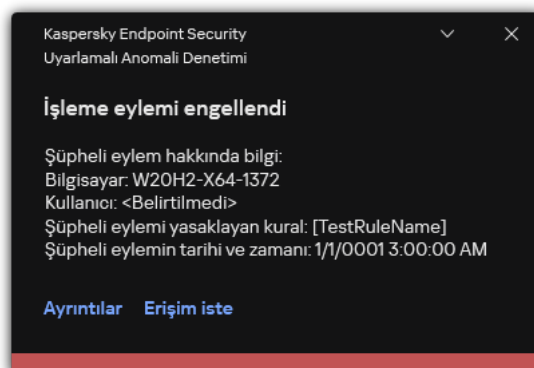 Kaspersky Endpoint Security
Uyarlamalı Anomali Denetimi
İşleme eylemi engellendi
Şüpheli eylem hakkında bilgi:
Bilgisayar: W20H2-X64-1372
Kullanıcı: <Belirtilmedi>
Şüpheli eylemi yasaklayan kural: [TestRuleName]
Şüpheli eylemin tarihi ve zamanı: 1/1/0001 3:00:00 AM
Ayrıntılar Erişim iste